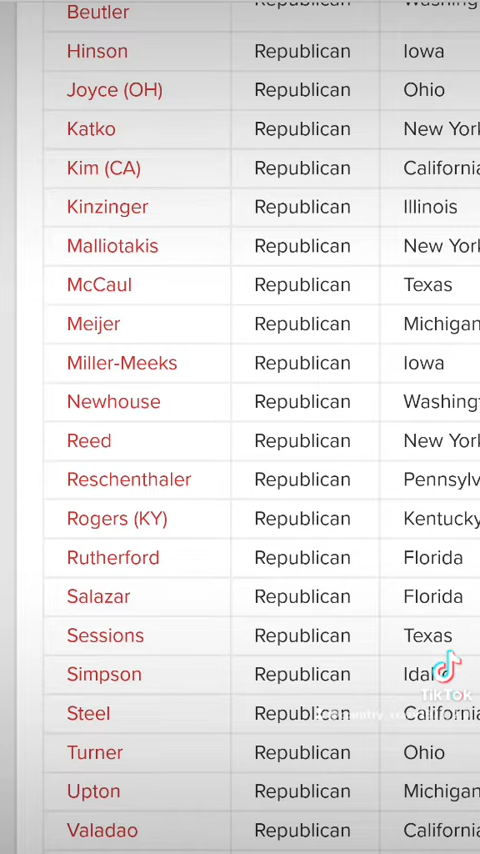 Beutler
Hinson Republican Iowa
Joyce (OH) Republican Ohio
Katko Republican New York
Kim (CA) Republican California
Kinzinger Republican Illinois
Malliotakis Republican New York
McCaul Republican Texas
Meijer Republican Michigan
Miller-Meeks Republican Iowa
Newhouse Republican Washingt
Reed Republican New York
Reschenthaler Republican Pennsylv
Rogers (KY) Republican Kentucky
Rutherford Republican Florida
Salazar Republican Florida
Sessions Republican Texas
Simpson Republican Idaho
TikTok
Steel Republican California
Turner Republican Ohio
Upton Republican Michigan
Valadao Republican California